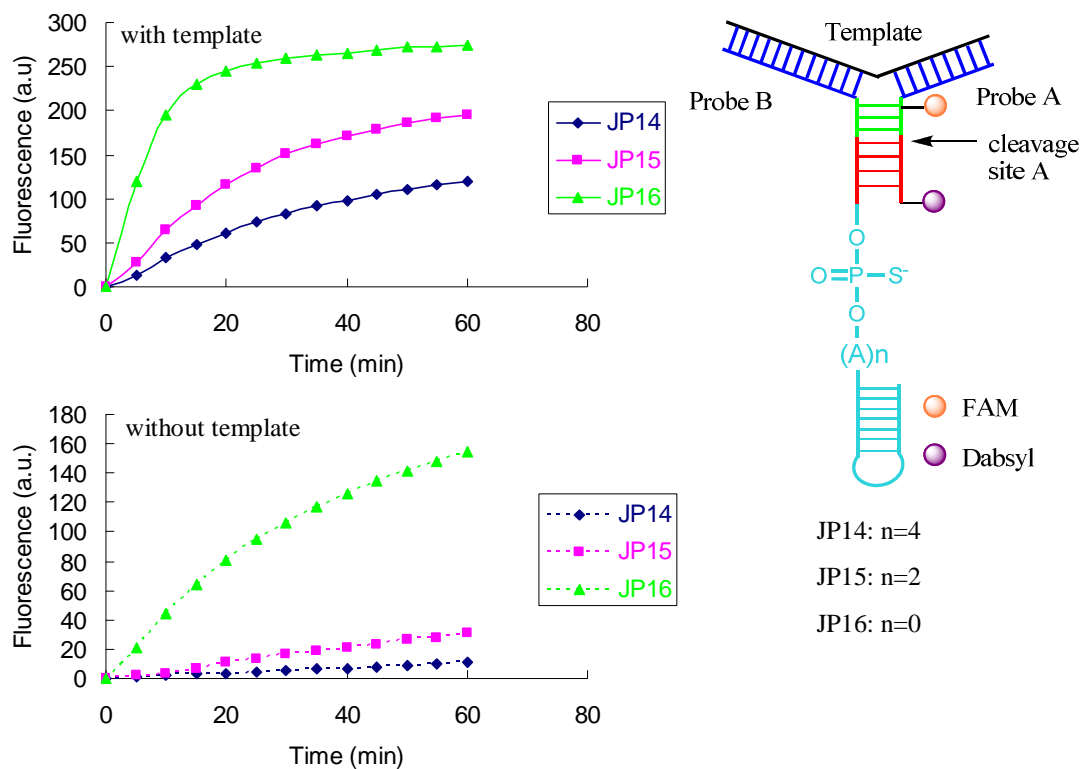 with template
Fluorescence (a.u)
300
250
200
150
100
50
0
0 20 40 60 80
Time (min)
JP14
JP15
JP16
without template
Fluorescence (a.u.)
180
160
140
120
100
80
60
40
20
0
0 20 40 60 80
Time (min)
JP14
JP15
JP16
Template
Probe B
Probe A
cleavage
site A
O
O=P-S⁻
O
(A)n
FAM
Dabsyl
JP14: n=4
JP15: n=2
JP16: n=0